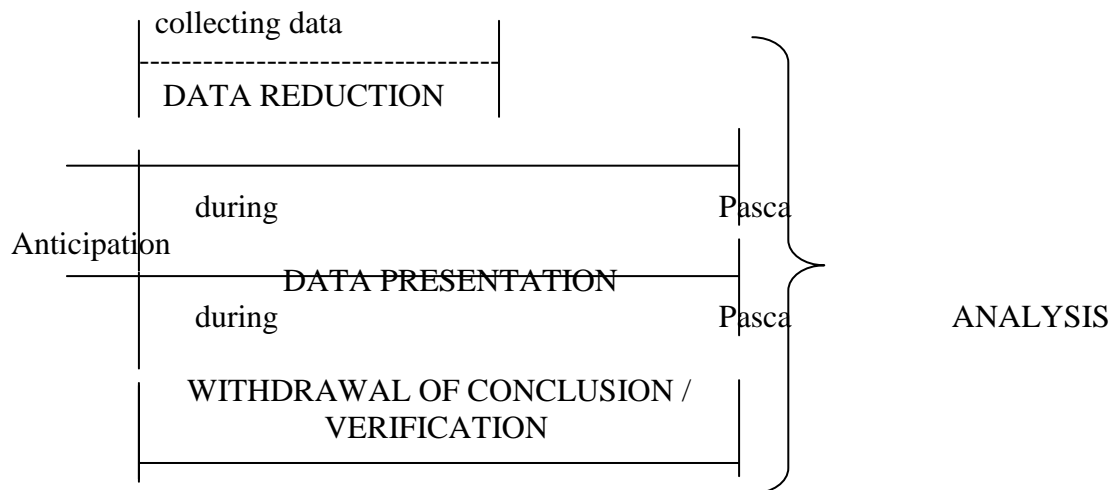 collecting data
DATA REDUCTION
during Pasca
Anticipation
DATA PRESENTATION
during Pasca ANALYSIS
WITHDRAWAL OF CONCLUSION /
VERIFICATION